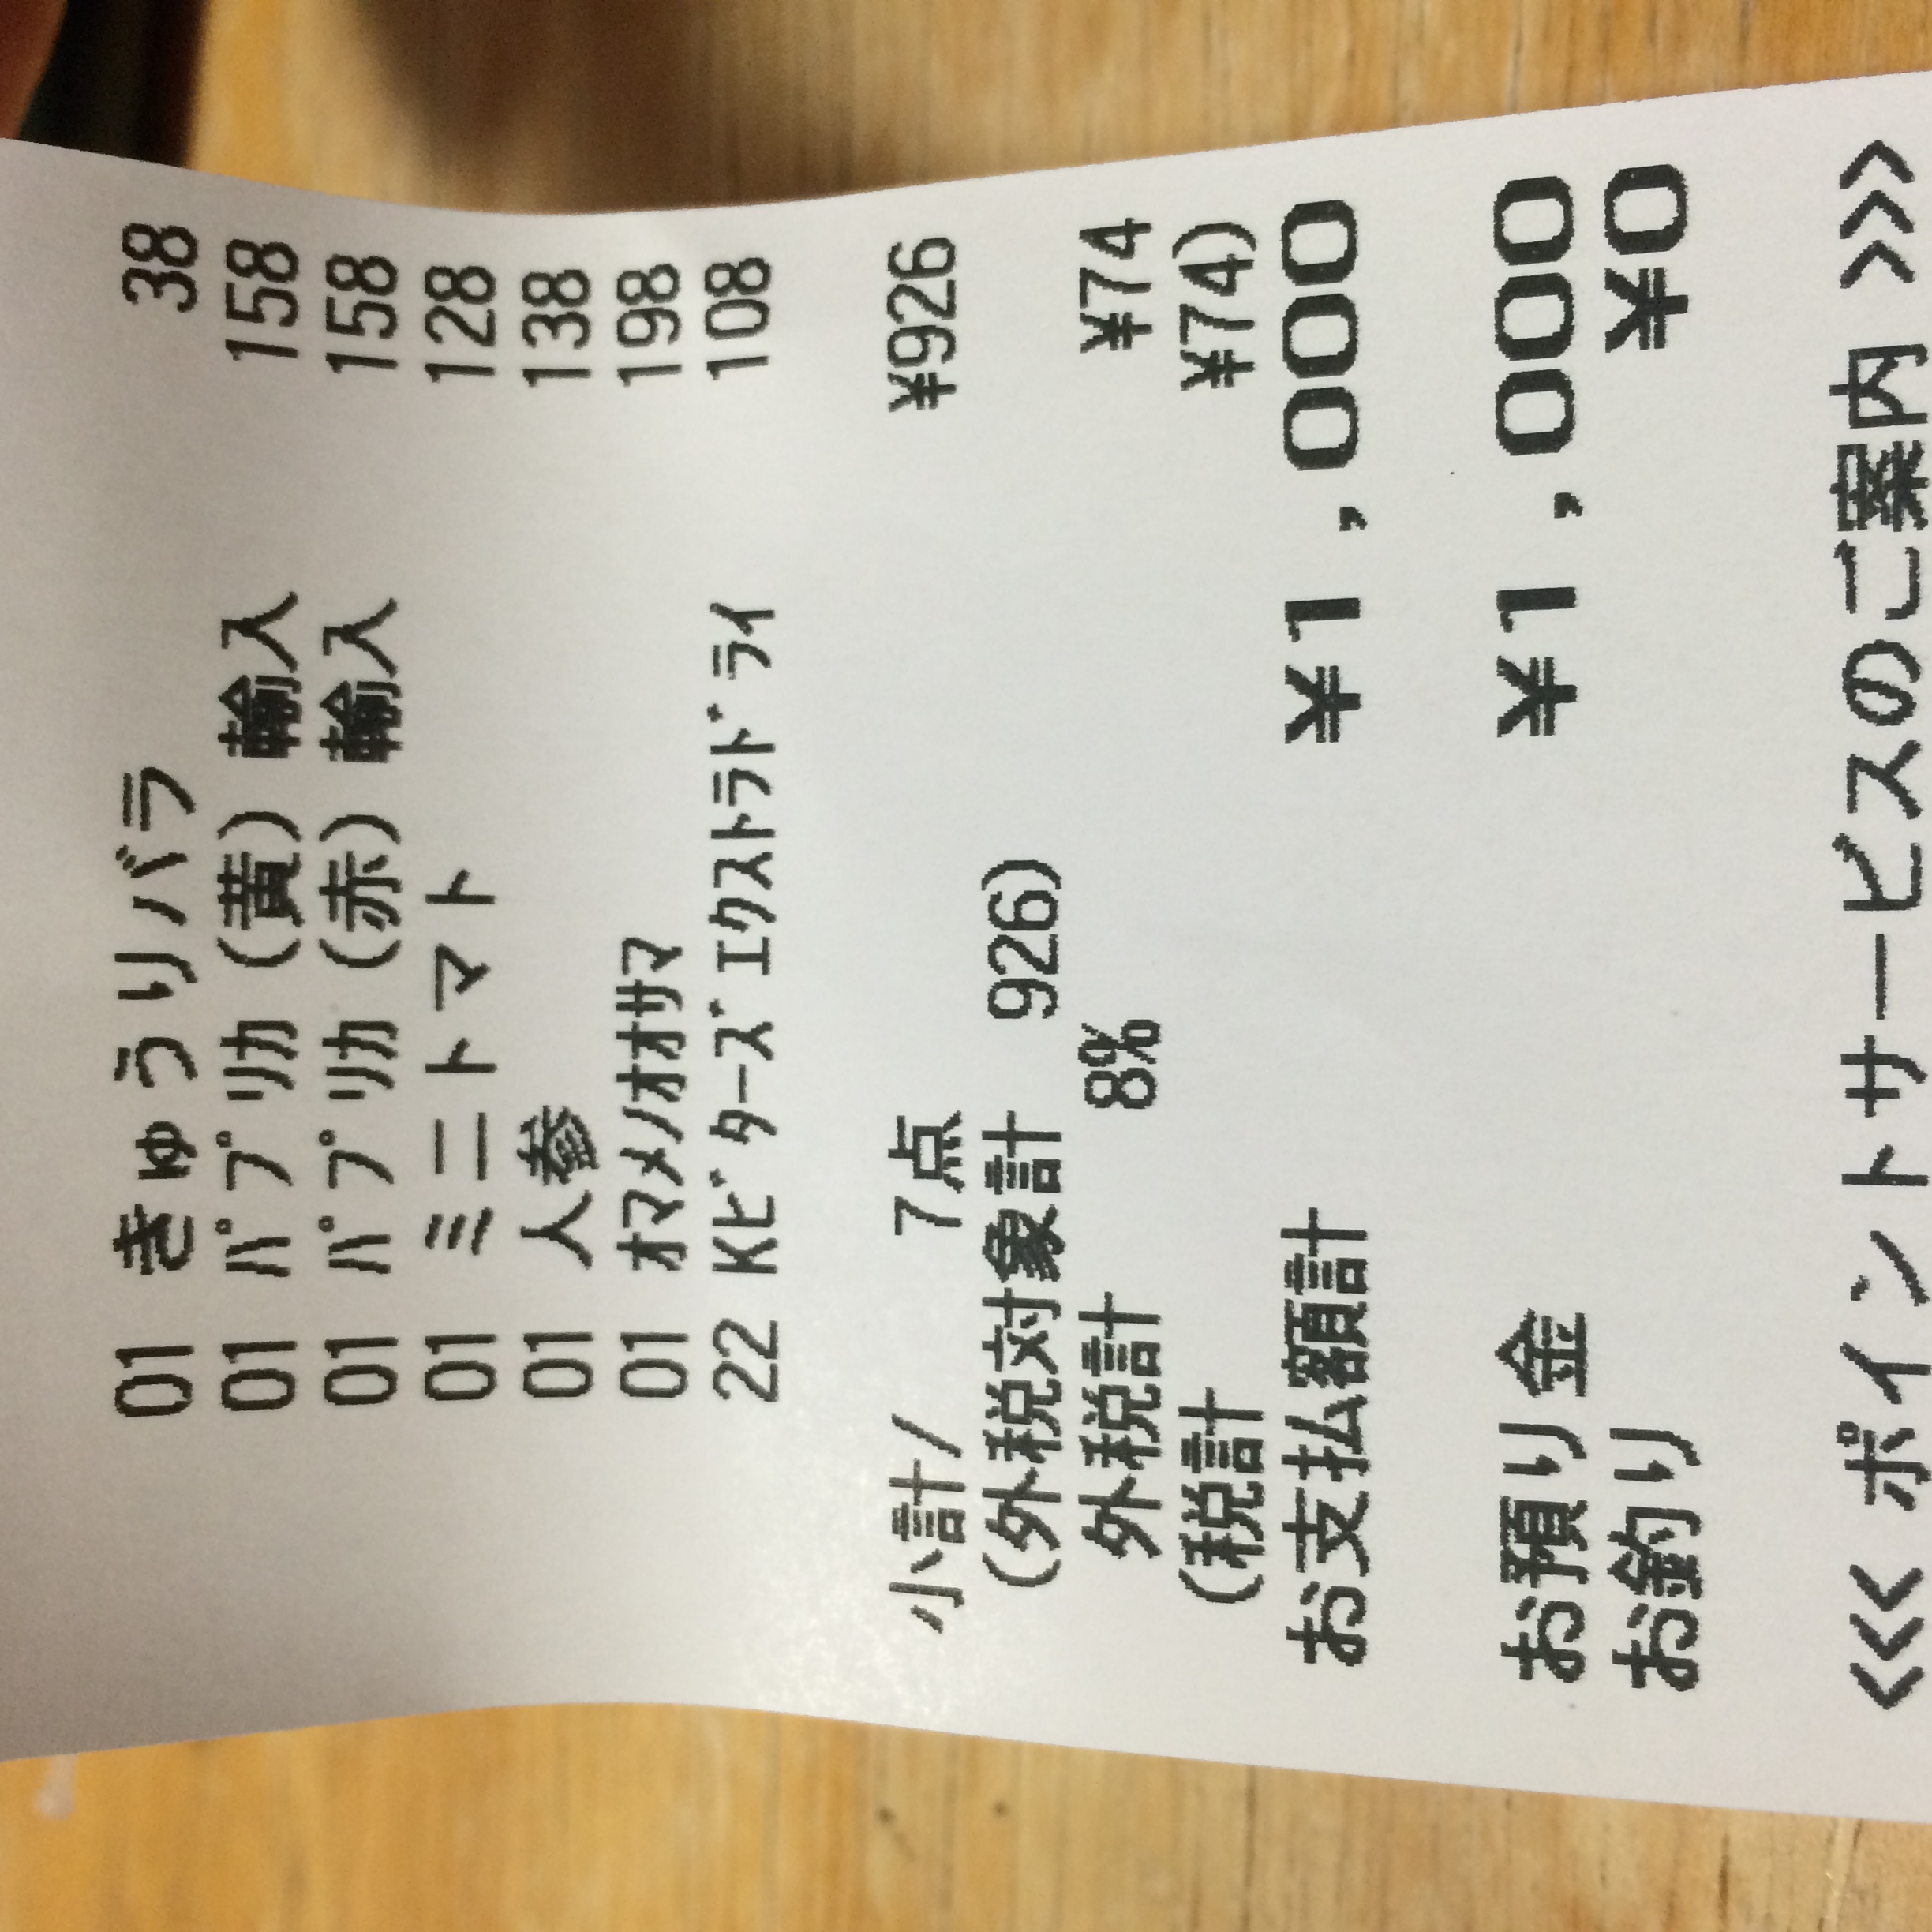 01 きゅうりバラ 38
01 ﾊﾟﾌﾟﾘｶ(黄)輸入 158
01 ﾊﾟﾌﾟﾘｶ(赤)輸入 158
01 ミニトマト 128
01 人参 138
01 ｵﾏﾒﾉｵｵｻﾏ 198
22 Kﾋﾞﾀｰｽﾞｴｸｽﾄﾗﾄﾞﾗｲ 108
小計/ 7点 ¥926
(外税対象計 926)
外税計 8% ¥74
(税計 ¥74)
お支払額計 ¥1,000
お預り金 ¥1,000
お釣り ¥0
<<< ポイントサービスのご案内 >>>